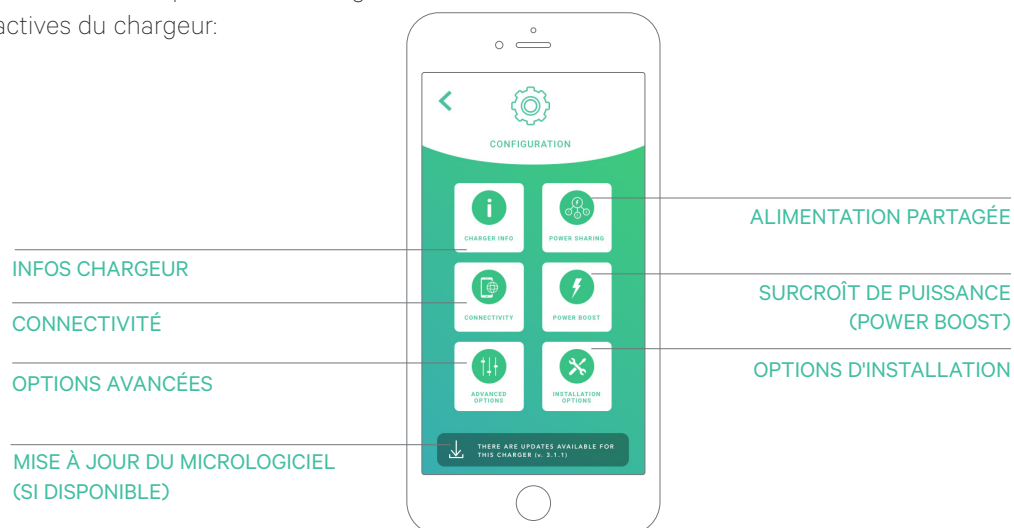 actives du chargeur:
CONFIGURATION
CHARGER INFO
POWER SHARING
CONNECTIVITY
POWER BOOST
ADVANCED
OPTIONS
INSTALLATION
OPTIONS
THERE ARE UPDATES AVAILABLE FOR
THIS CHARGER (v. 3.1.1)
INFOS CHARGEUR
CONNECTIVITÉ
OPTIONS AVANCÉES
MISE À JOUR DU MICROLOGICIEL
(SI DISPONIBLE)
ALIMENTATION PARTAGÉE
SURCROÎT DE PUISSANCE
(POWER BOOST)
OPTIONS D'INSTALLATION